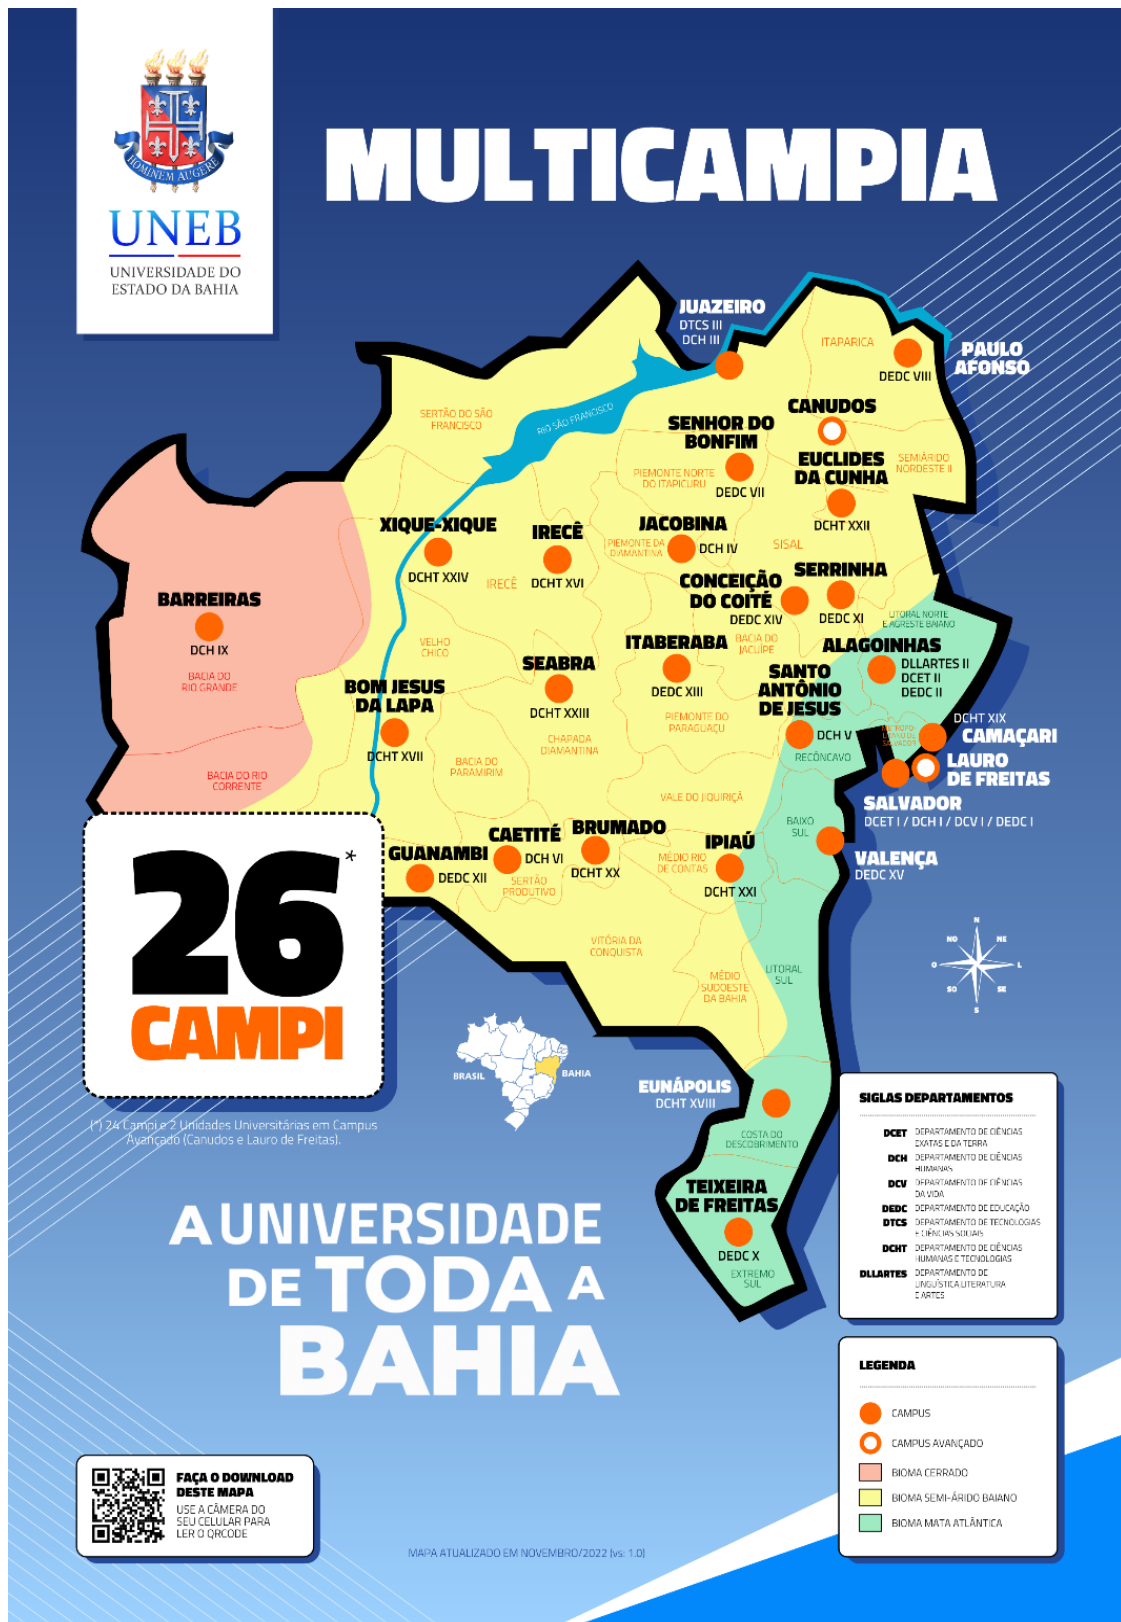 HOMINEM AUGERE
UNEB
UNIVERSIDADE DO
ESTADO DA BAHIA
MULTICAMPIA
JUAZEIRO
DTCS III
DCH III
ITAPARICA
PAULO
AFONSO
DEDC VIII
CANUDOS
SERTÃO DO SÃO
FRANCISCO
RIO SÃO FRANCISCO
SENHOR DO
BONFIM
PIEMONTE NORTE
DO ITAPICURU
DEDC VII
EUCLIDES
DA CUNHA
DCHT XXII
SEMIÁRIDO
NORDESTE II
XIQUE-XIQUE
DCHT XXIV
IRECÊ
DCHT XVI
IRECÊ
JACOBINA
PIEMONTE DA
DIAMANTINA
DCH IV
SISAL
CONCEIÇÃO
DO COITÉ
DEDC XIV
SERRINHA
DEDC XI
LITORAL NORTE
E AGRESTE BAIANO
BARREIRAS
DCH IX
BACIA DO
RIO GRANDE
VELHO
CHICO
ITABERABA
DEDC XIII
BACIA DO
JACUÍPE
ALAGOINHAS
DLLARTES II
DCET II
DEDC II
SEABRA
DCHT XXIII
CHAPADA
DIAMANTINA
BOM JESUS
DA LAPA
DCHT XVII
SANTO
ANTÔNIO
DE JESUS
DCH V
RECÔNCAVO
PIEMONTE DO
PARAGUAÇU
METROPO
LITANO DE
SALVADOR
DCHT XIX
CAMAÇARI
LAURO
DE FREITAS
SALVADOR
DCET I / DCH I / DCV I / DEDC I
BACIA DO RIO
CORRENTE
BACIA DO
PARAMIRIM
VALE DO JIQUIRIÇÁ
BAIXO
SUL
VALENÇA
DEDC XV
GUANAMBI
DEDC XII
CAETITÉ
DCH VI
SERTÃO
PRODUTIVO
BRUMADO
DCHT XX
MÉDIO RIO
DE CONTAS
IPIAÚ
DCHT XXI
26*
CAMPI
(*) 24 Campi e 2 Unidades Universitárias em Campus
Avançado (Canudos e Lauro de Freitas).
VITÓRIA DA
CONQUISTA
MÉDIO
SUDOESTE
DA BAHIA
LITORAL
SUL
N
NO
NE
O
L
SO
SE
S
BRASIL
BAHIA
EUNÁPOLIS
DCHT XVIII
COSTA DO
DESCOBRIMENTO
TEIXEIRA
DE FREITAS
DEDC X
EXTREMO
SUL
A UNIVERSIDADE
DE TODA A
BAHIA
SIGLAS DEPARTAMENTOS
DCET DEPARTAMENTO DE CIÊNCIAS
EXATAS E DA TERRA
DCH DEPARTAMENTO DE CIÊNCIAS
HUMANAS
DCV DEPARTAMENTO DE CIÊNCIAS
DA VIDA
DEDC DEPARTAMENTO DE EDUCAÇÃO
DTCS DEPARTAMENTO DE TECNOLOGIAS
E CIÊNCIAS SOCIAIS
DCHT DEPARTAMENTO DE CIÊNCIAS
HUMANAS E TECNOLOGIAS
DLLARTES DEPARTAMENTO DE
LINGUÍSTICA LITERATURA
E ARTES
LEGENDA
CAMPUS
CAMPUS AVANÇADO
BIOMA CERRADO
BIOMA SEMI-ÁRIDO BAIANO
BIOMA MATA ATLÂNTICA
FAÇA O DOWNLOAD
DESTE MAPA
USE A CÂMERA DO
SEU CELULAR PARA
LER O QRCODE
MAPA ATUALIZADO EM NOVEMBRO/2022 (vs: 1.0)